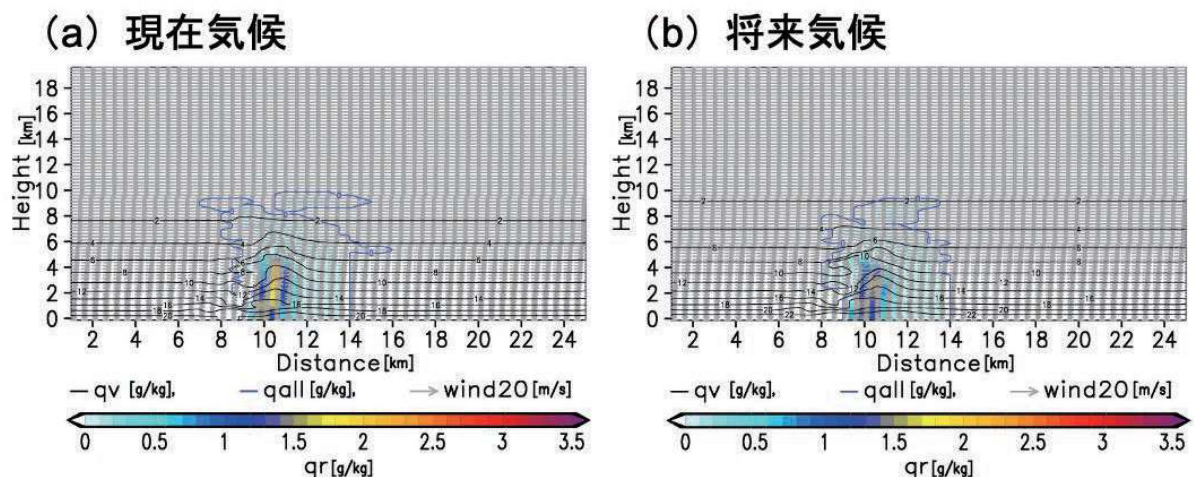 (a) 現在気候
18
16
14
12
10
8
6
4
2
0
Height [km]
2 4 6 8 10 12 14 16 18 20 22 24
Distance[km]
qv [g/kg], qall [g/kg], wind20 [m/s]
0 0.5 1 1.5 2 2.5 3 3.5
qr[g/kg]
(b) 将来気候
18
16
14
12
10
8
6
4
2
0
Height [km]
2 4 6 8 10 12 14 16 18 20 22 24
Distance[km]
qv [g/kg], qall [g/kg], wind20 [m/s]
0 0.5 1 1.5 2 2.5 3 3.5
qr[g/kg]